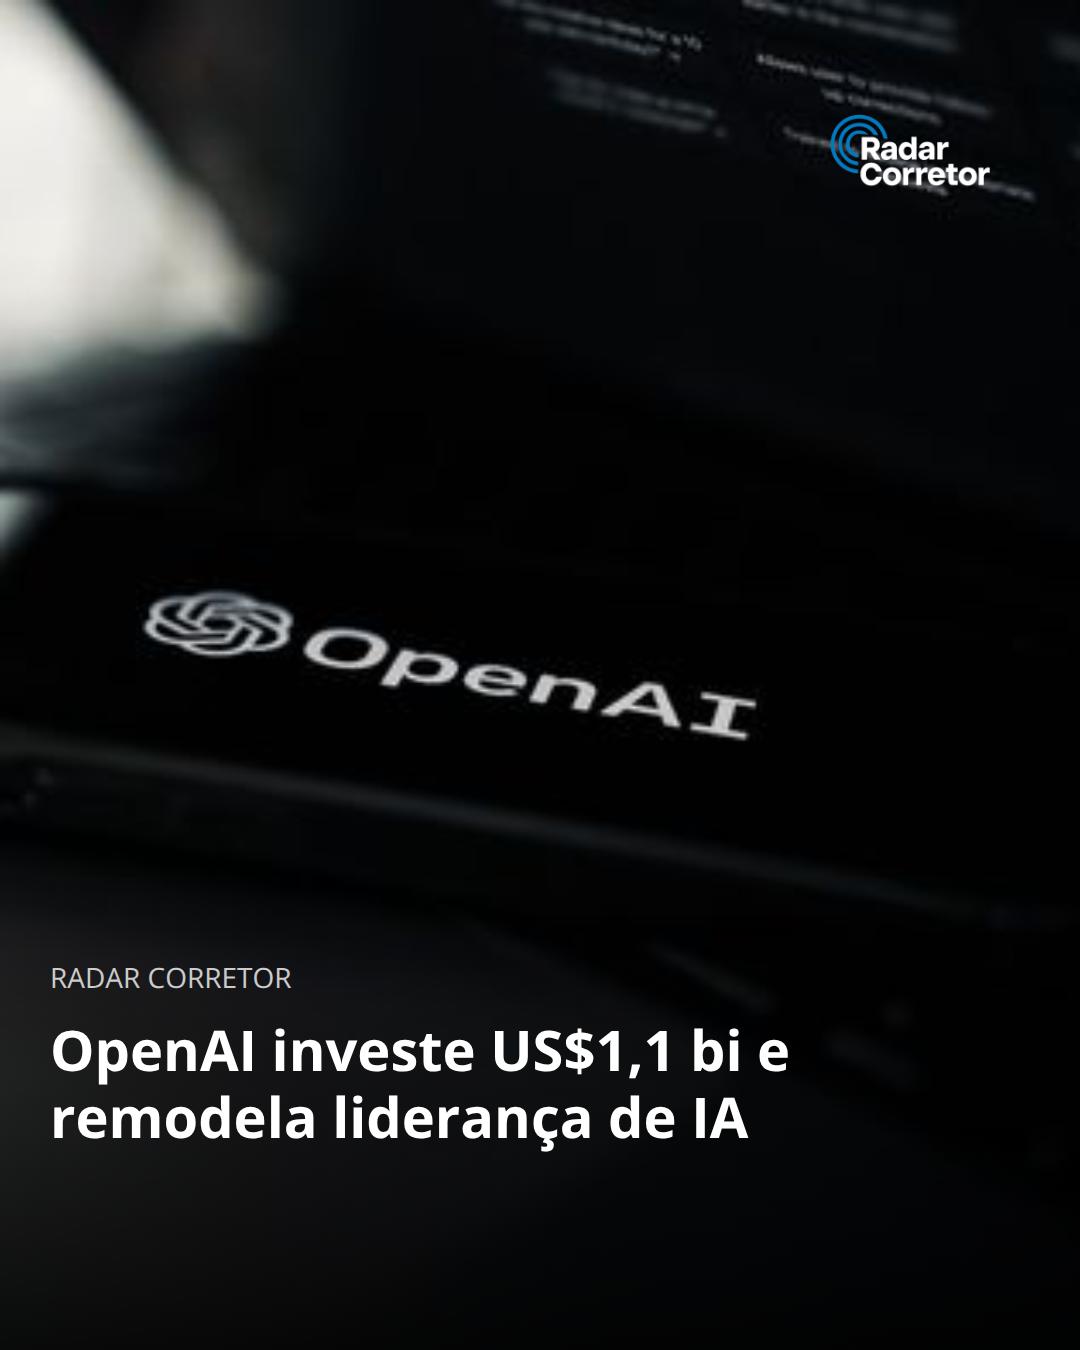 Radar
Corretor
OpenAI
RADAR CORRETOR
OpenAI investe US$1,1 bi e
remodela liderança de IA